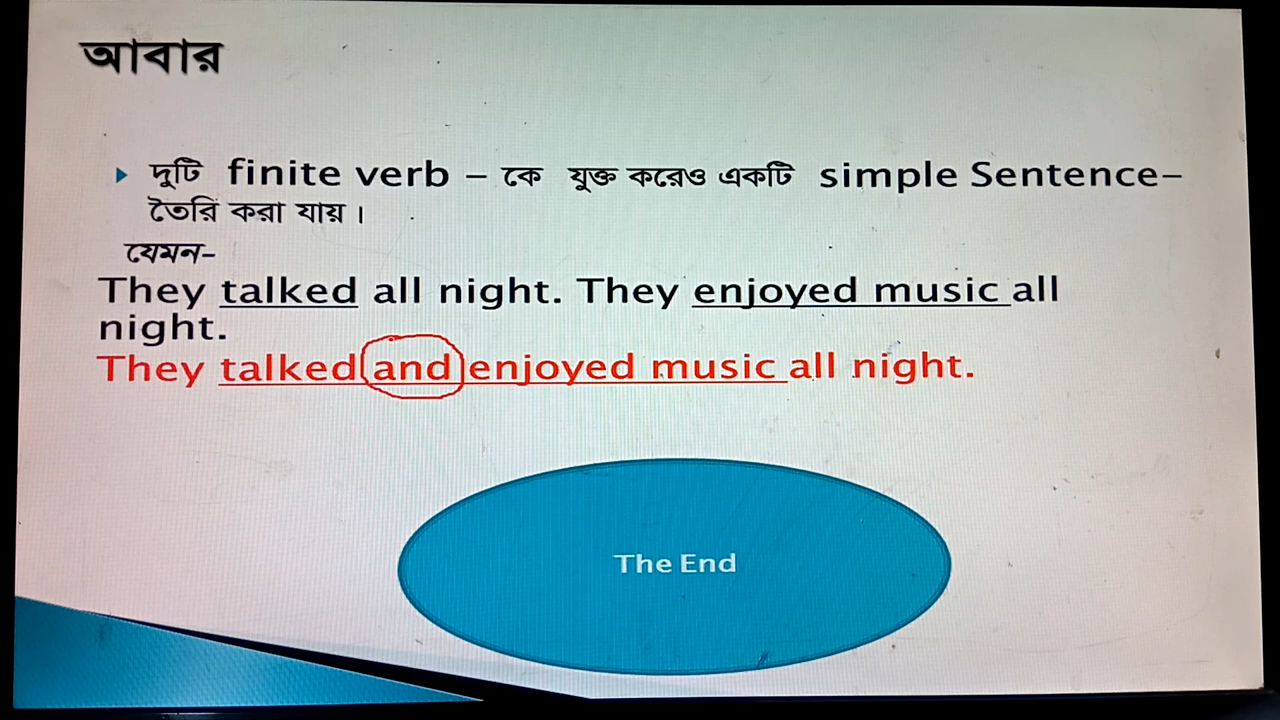 আবার
দুটি finite verb – কে যুক্ত করেও একটি simple Sentence–
তৈরি করা যায়।
যেমন-
They talked all night. They enjoyed music all
night.
They talked and enjoyed music all night.
The End